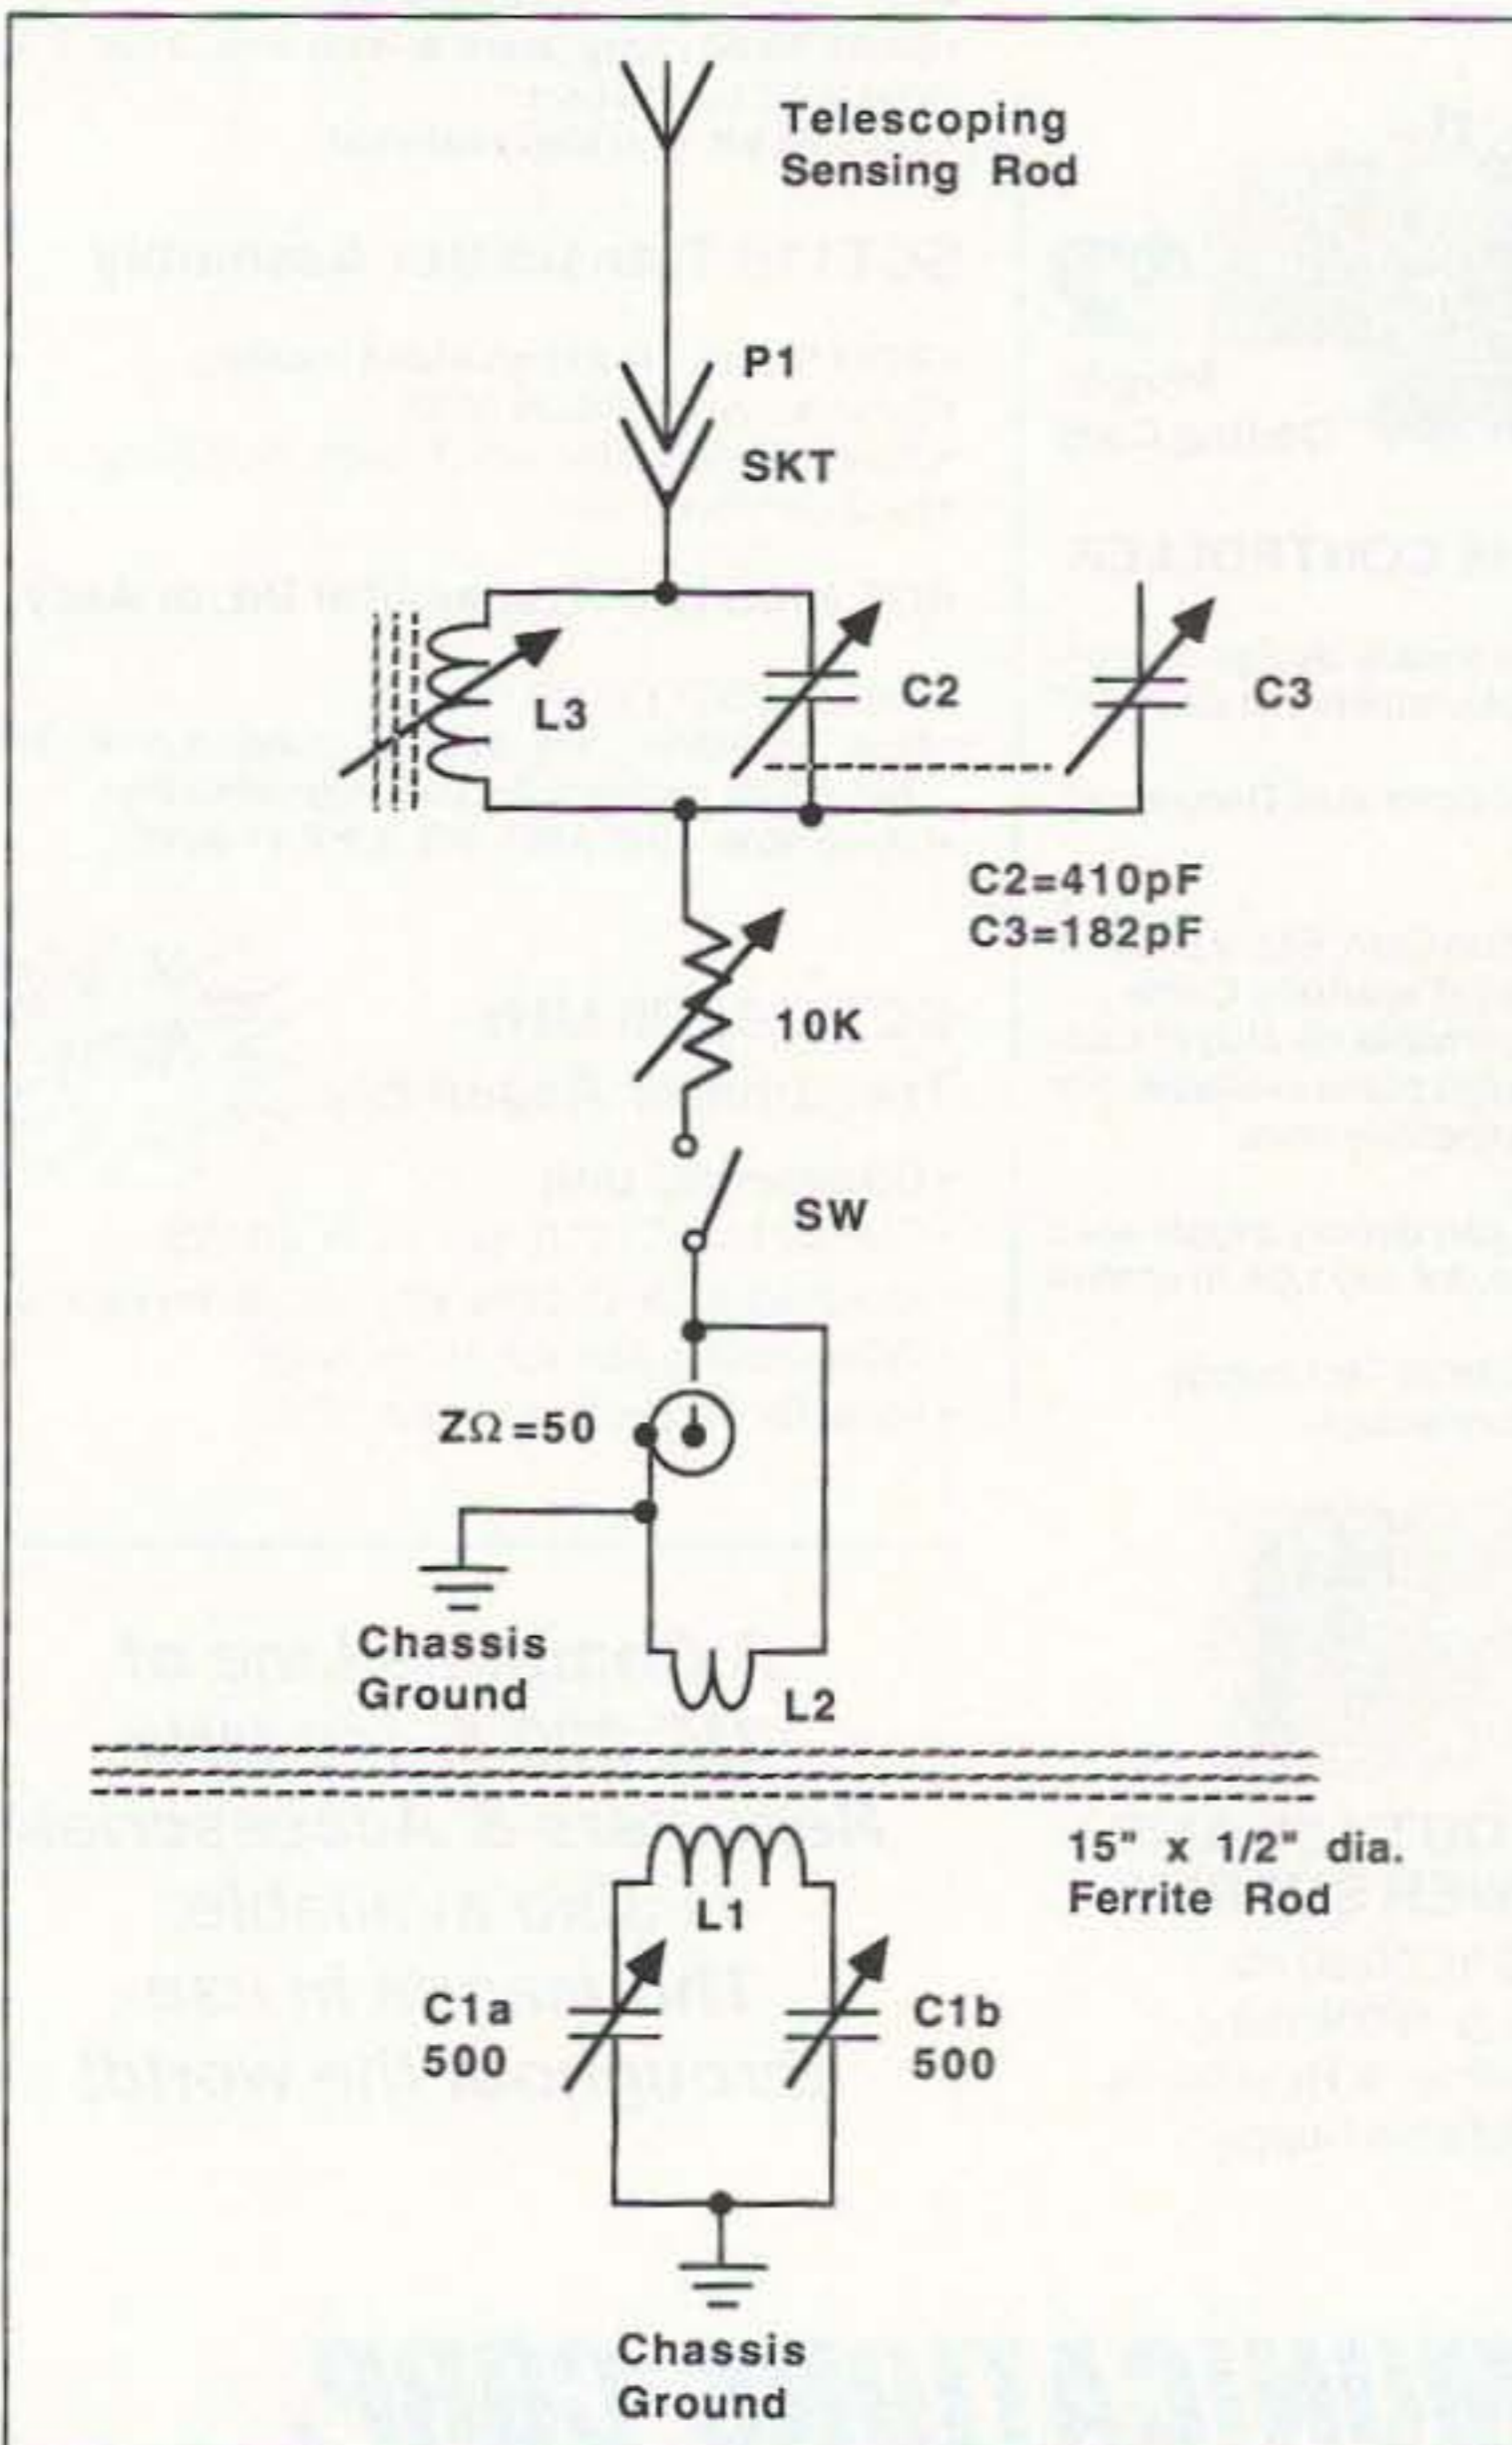 Telescoping
Sensing Rod
P1
SKT
L3
C2
C3
C2=410pF
C3=182pF
10K
SW
ZΩ=50
Chassis
Ground
L2
15" x 1/2" dia.
Ferrite Rod
L1
C1a
500
C1b
500
Chassis
Ground